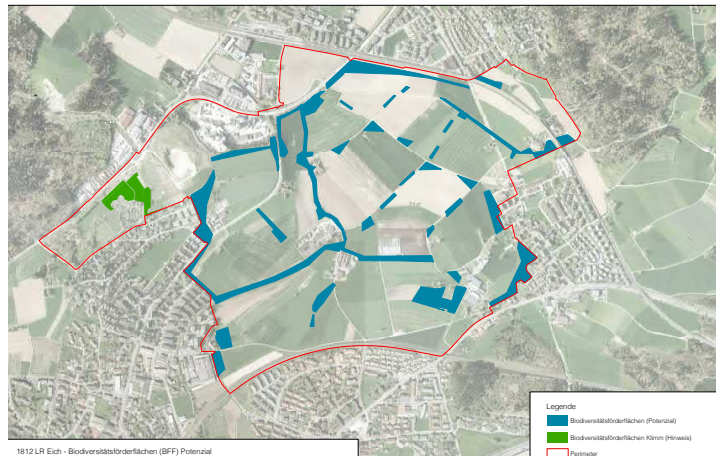 1812 LR Eich - Biodiversitätsförderflächen (BFF) Potenzial
Legende
Biodiversitätsförderflächen (Potenzial)
Biodiversitätsförderflächen Klimm (Hinweis)
Perimeter